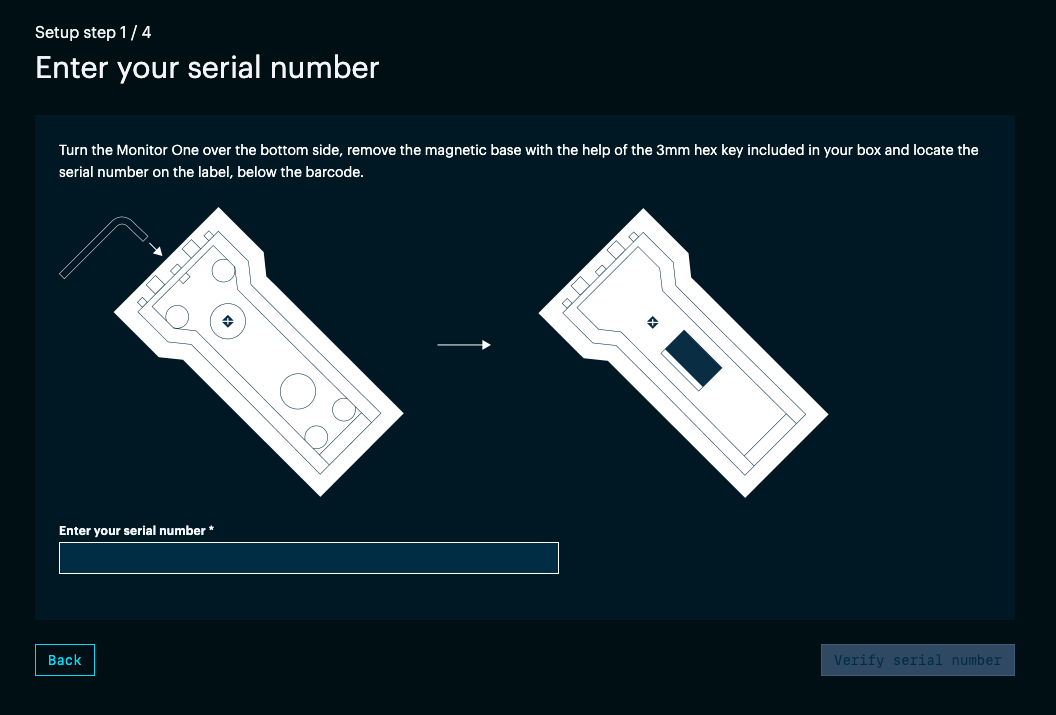 Setup step 1 / 4
Enter your serial number
Turn the Monitor One over the bottom side, remove the magnetic base with the help of the 3mm hex key included in your box and locate the
serial number on the label, below the barcode.
Enter your serial number *
Back
Verify serial number